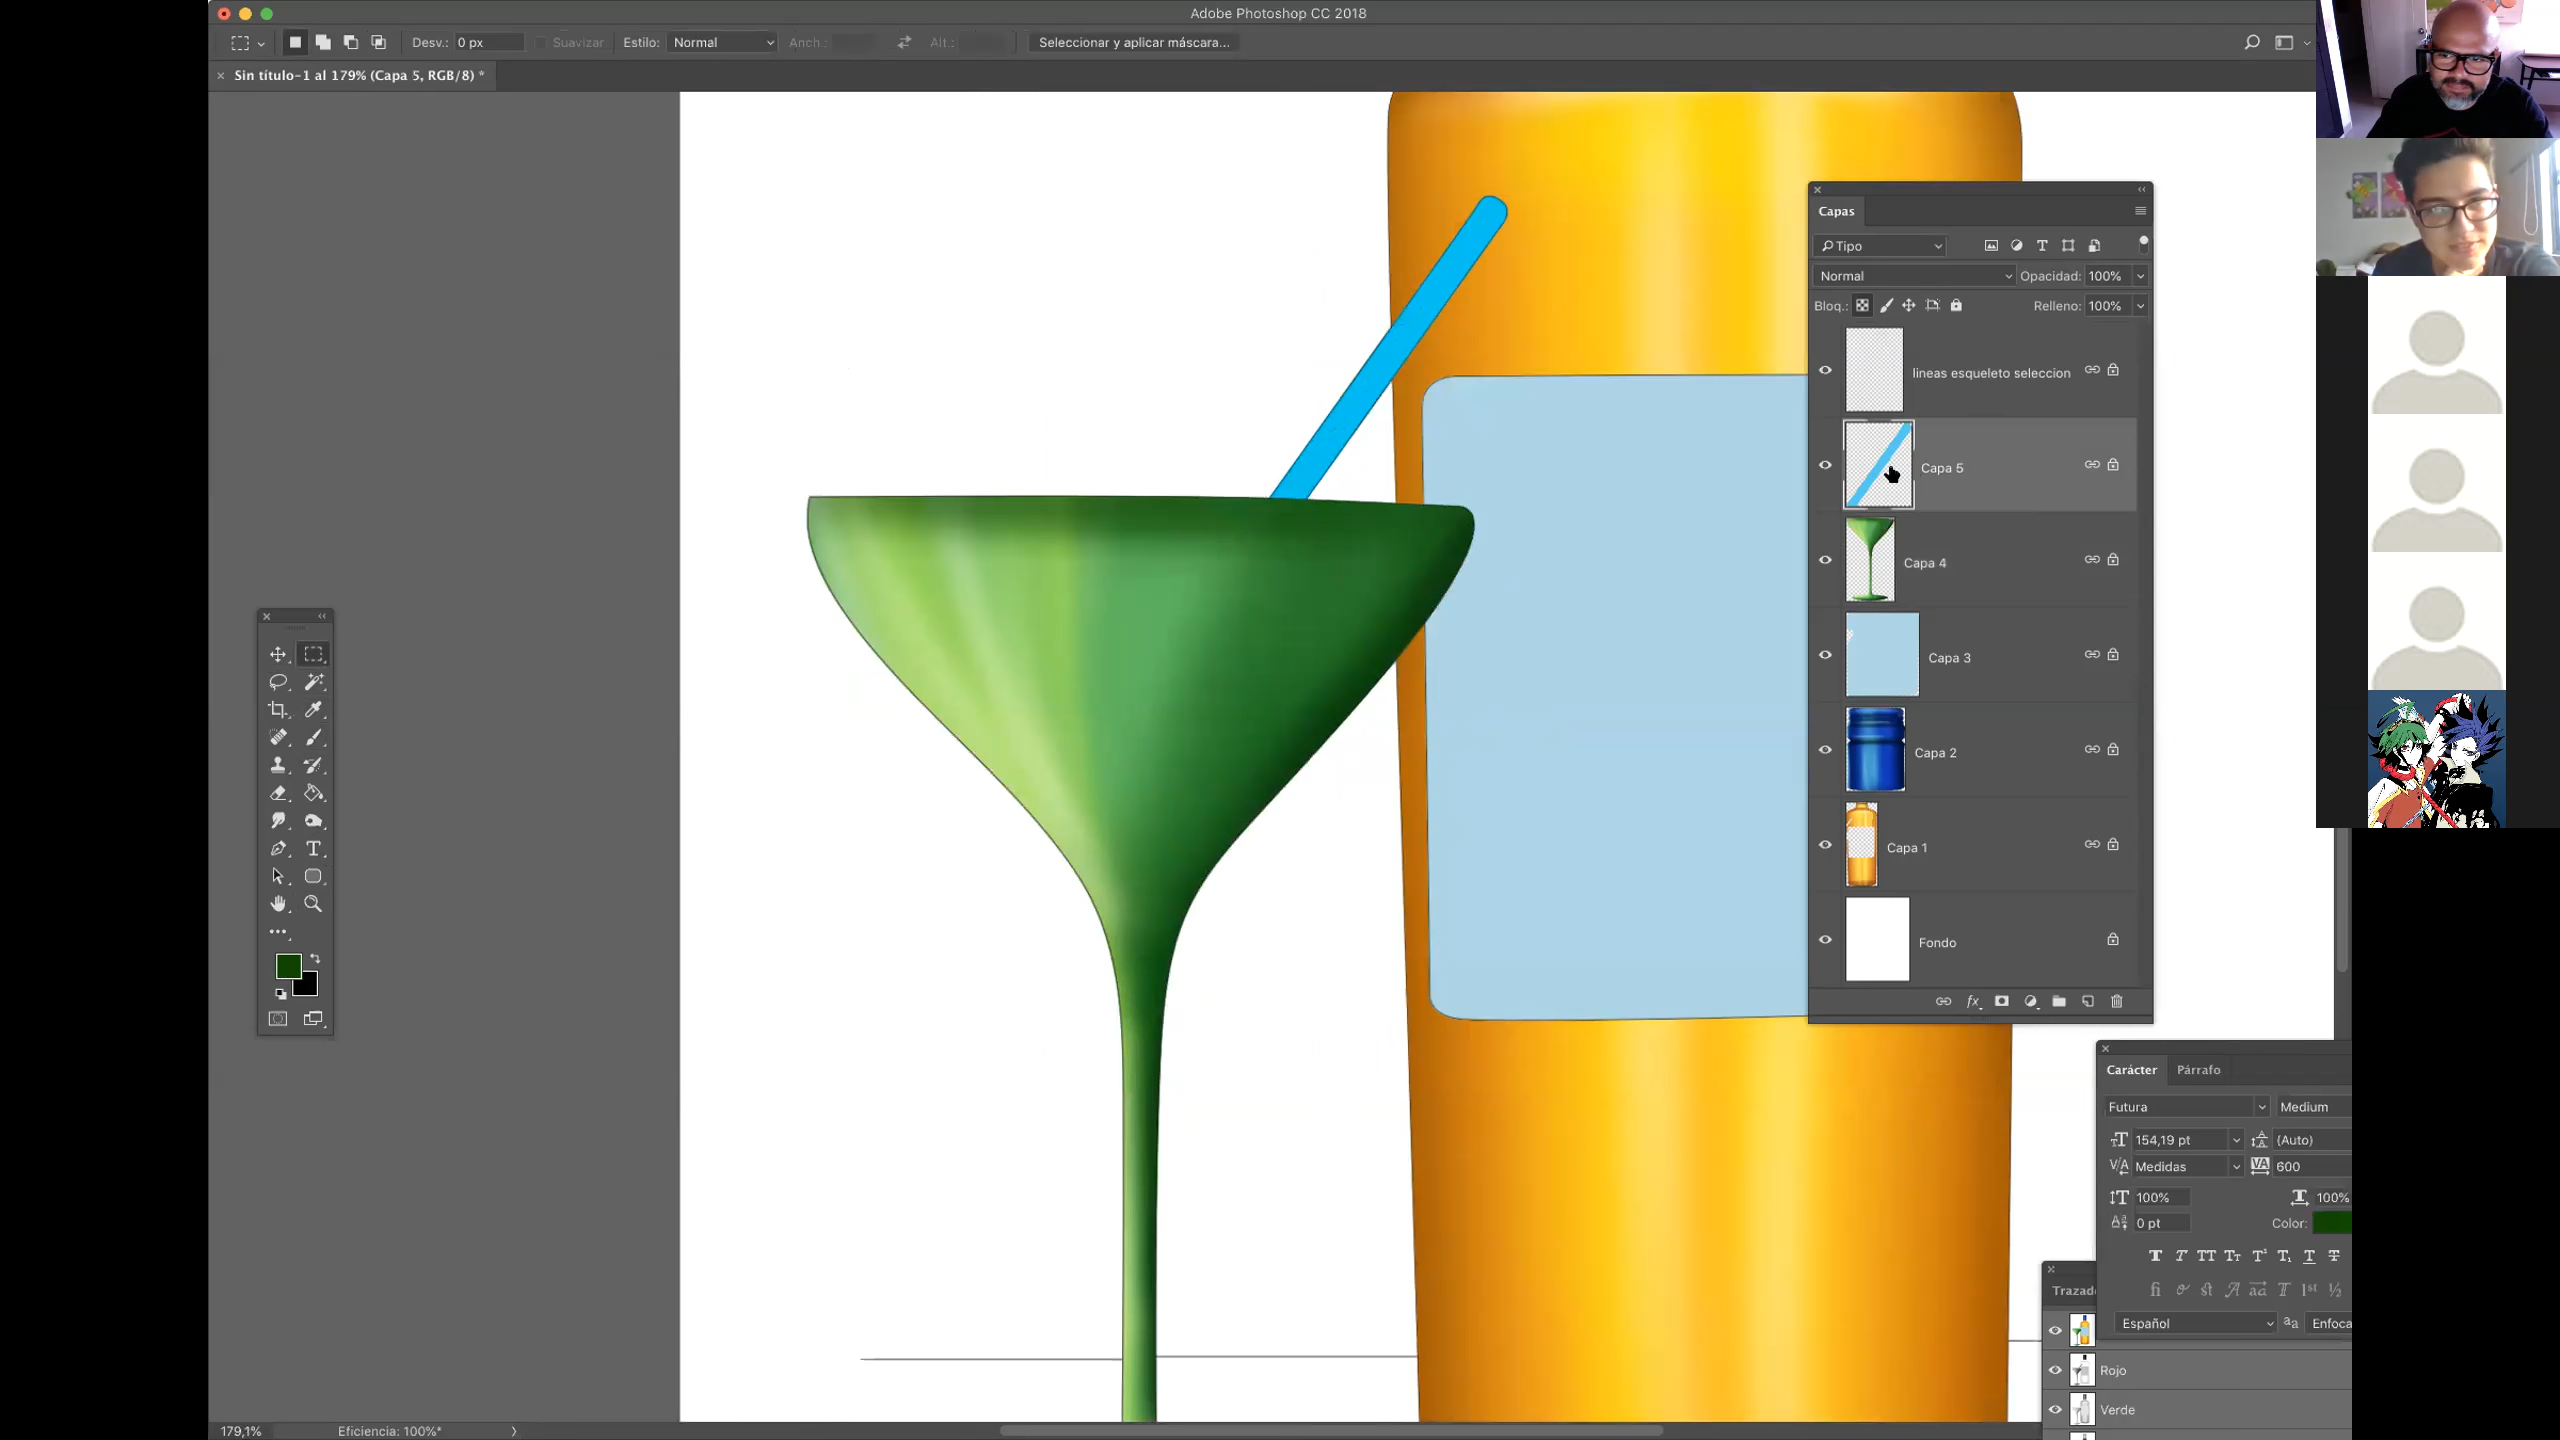 Adobe Photoshop CC 2018
Desv.: 0 px Suavizar Estilo: Normal Anch.: Alt.: Seleccionar y aplicar máscara...
Sin título-1 al 179% (Capa 5, RGB/8) *
Capas
Tipo
Normal Opacidad: 100%
Bloq.: Relleno: 100%
lineas esqueleto seleccion
Capa 5
Capa 4
Capa 3
Capa 2
Capa 1
Fondo
Carácter Párrafo
Futura Medium
154,19 pt (Auto)
Medidas 600
100% 100%
0 pt Color:
Español Enfoca
Trazad
Rojo
Verde
179,1% Eficiencia: 100%*